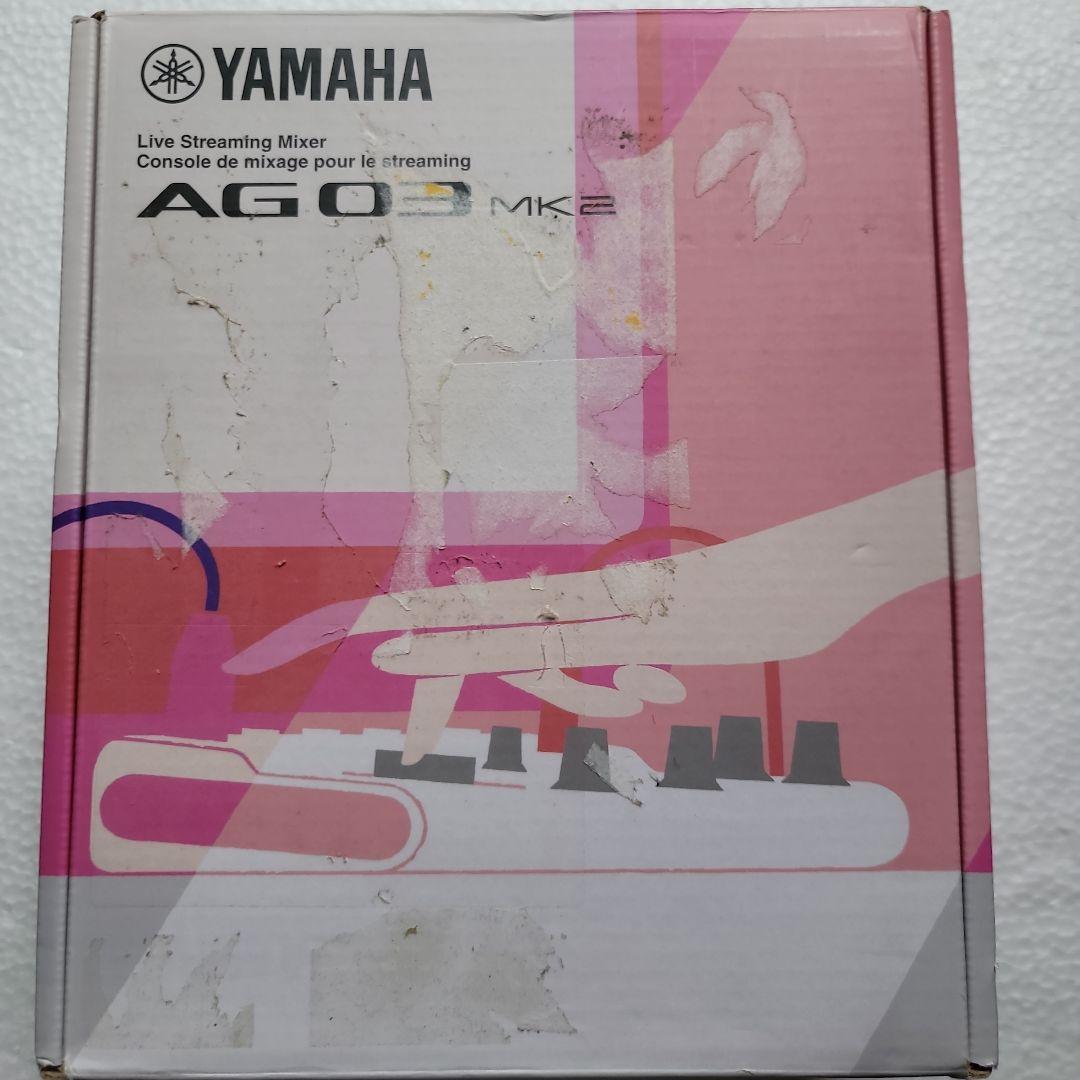 YAMAHA
Live Streaming Mixer
Console de mixage pour le streaming
AG03 MK2